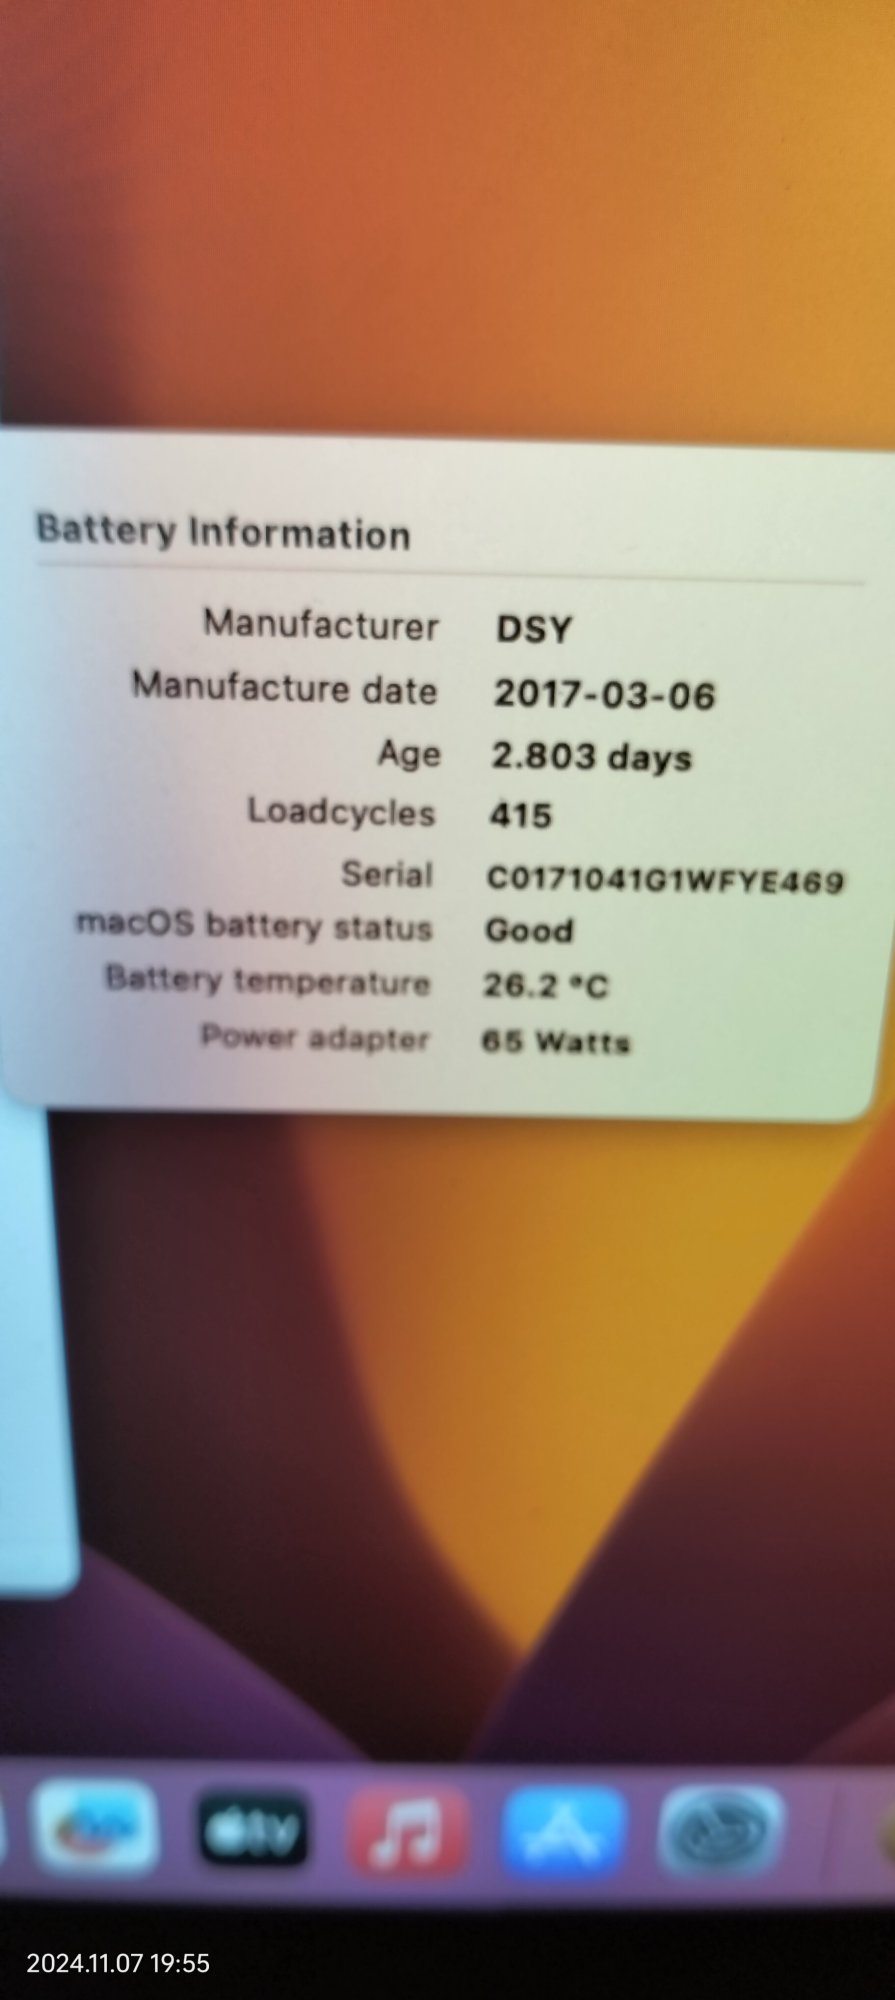 Battery Information
Manufacturer DSY
Manufacture date 2017-03-06
Age 2.803 days
Loadcycles 415
Serial C0171041G1WFYE469
macOS battery status Good
Battery temperature 26.2 °C
Power adapter 65 Watts
tv
2024.11.07 19:55